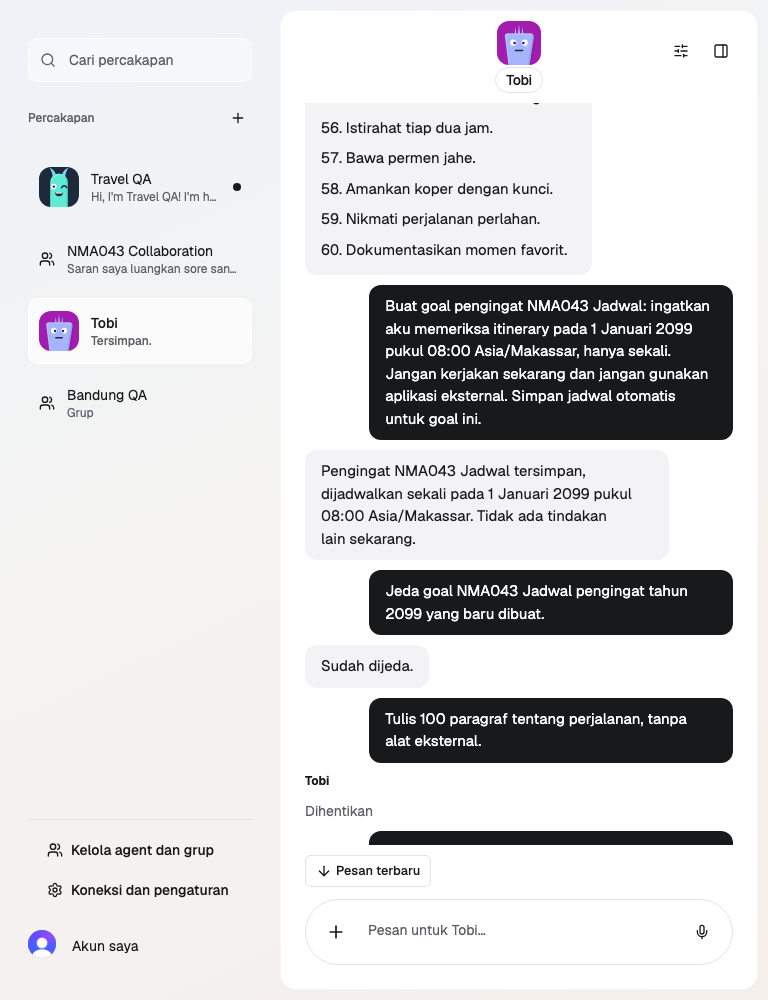 Cari percakapan
Percakapan
Travel QA
Hi, I'm Travel QA! I'm h...
NMA043 Collaboration
Saran saya luangkan sore san...
Tobi
Tersimpan.
Bandung QA
Grup
Kelola agent dan grup
Koneksi dan pengaturan
Akun saya
Tobi
56. Istirahat tiap dua jam.
57. Bawa permen jahe.
58. Amankan koper dengan kunci.
59. Nikmati perjalanan perlahan.
60. Dokumentasikan momen favorit.
Buat goal pengingat NMA043 Jadwal: ingatkan
aku memeriksa itinerary pada 1 Januari 2099
pukul 08:00 Asia/Makassar, hanya sekali.
Jangan kerjakan sekarang dan jangan gunakan
aplikasi eksternal. Simpan jadwal otomatis
untuk goal ini.
Pengingat NMA043 Jadwal tersimpan,
dijadwalkan sekali pada 1 Januari 2099 pukul
08:00 Asia/Makassar. Tidak ada tindakan
lain sekarang.
Jeda goal NMA043 Jadwal pengingat tahun
2099 yang baru dibuat.
Sudah dijeda.
Tulis 100 paragraf tentang perjalanan, tanpa
alat eksternal.
Tobi
Dihentikan
Pesan terbaru
Pesan untuk Tobi...